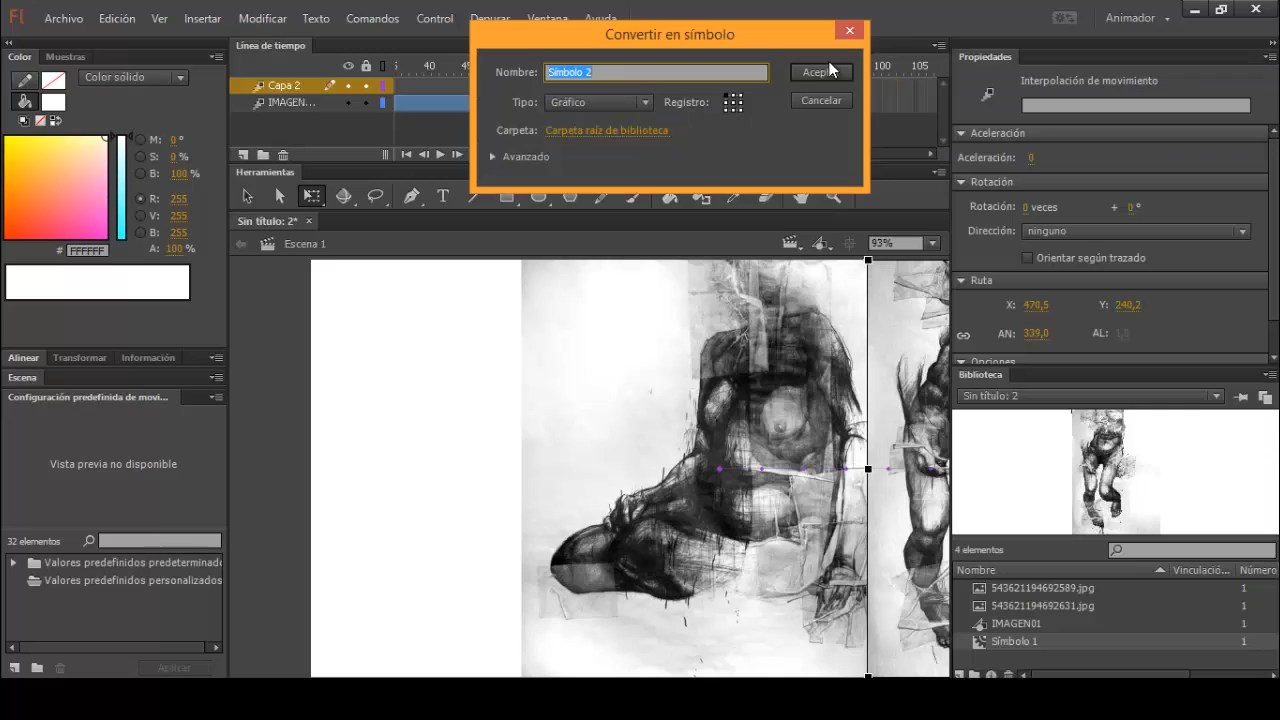 Fl Archivo Edición Ver Insertar Modificar Texto Comandos Control Depurar Ventana Ayuda Animador
Convertir en símbolo
Nombre: Símbolo 2
Tipo: Gráfico Registro: Cancelar
Carpeta: Carpeta raíz de biblioteca
Avanzado
Color Muestras
Color sólido
M: 0 °
S: 0 %
B: 100 %
R: 255
V: 255
B: 255
# FFFFFF A: 100 %
Línea de tiempo
40 45 100 105
Capa 2
IMAGEN...
Herramientas
T
Sin título: 2* ×
Escena 1 93%
Alinear Transformar Información
Escena
Configuración predefinida de movi...
Vista previa no disponible
32 elementos
Valores predefinidos predeterminado
Valores predefinidos personalizados
Aplicar
Propiedades
Interpolación de movimiento
Aceleración
Aceleración: 0
Rotación
Rotación: 0 veces + 0 °
Dirección: ninguno
Orientar según trazado
Ruta
X: 470,5 Y: 240,2
AN: 339,0 AL:
Opciones
Biblioteca
Sin título: 2
4 elementos
Nombre Vinculació... Número
543621194692589.jpg 1
543621194692631.jpg 1
IMAGEN01 1
Símbolo 1 1